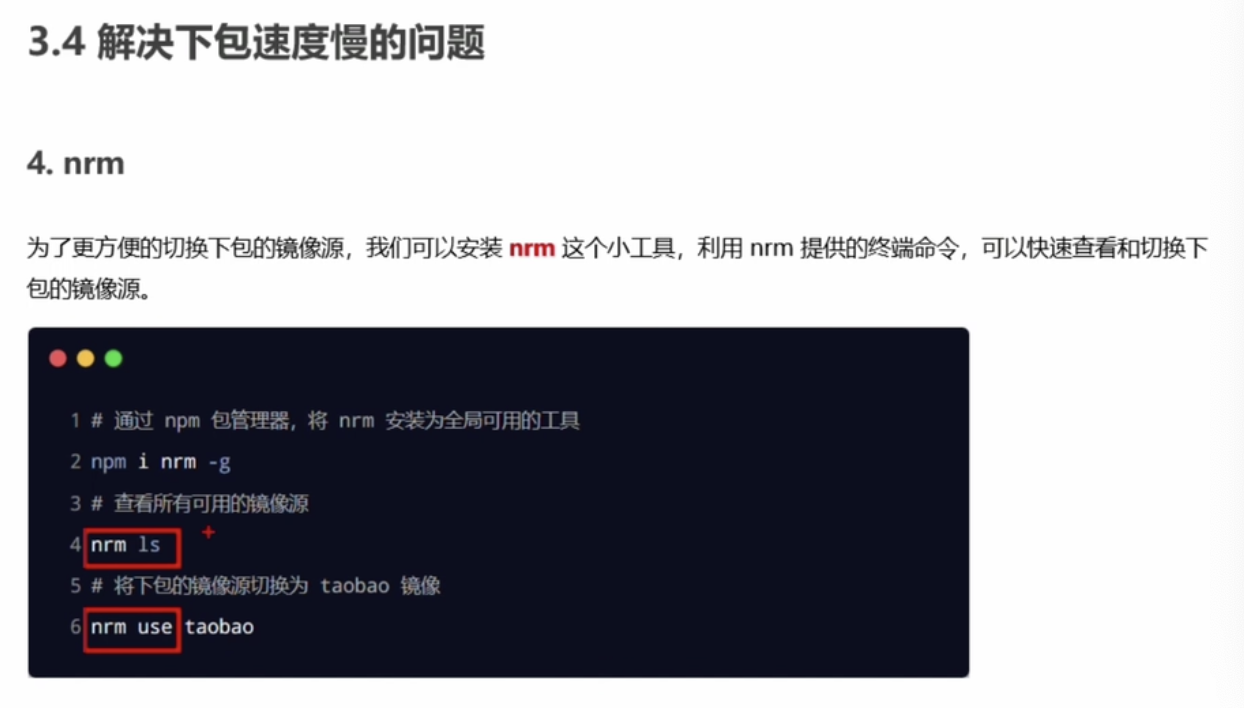 3.4 解决下包速度慢的问题
4. nrm
为了更方便的切换下包的镜像源，我们可以安装 nrm 这个小工具，利用 nrm 提供的终端命令，可以快速查看和切换下
包的镜像源。
1 # 通过 npm 包管理器，将 nrm 安装为全局可用的工具
2 npm i nrm -g
3 # 查看所有可用的镜像源
4 nrm ls
5 # 将下包的镜像源切换为 taobao 镜像
6 nrm use taobao